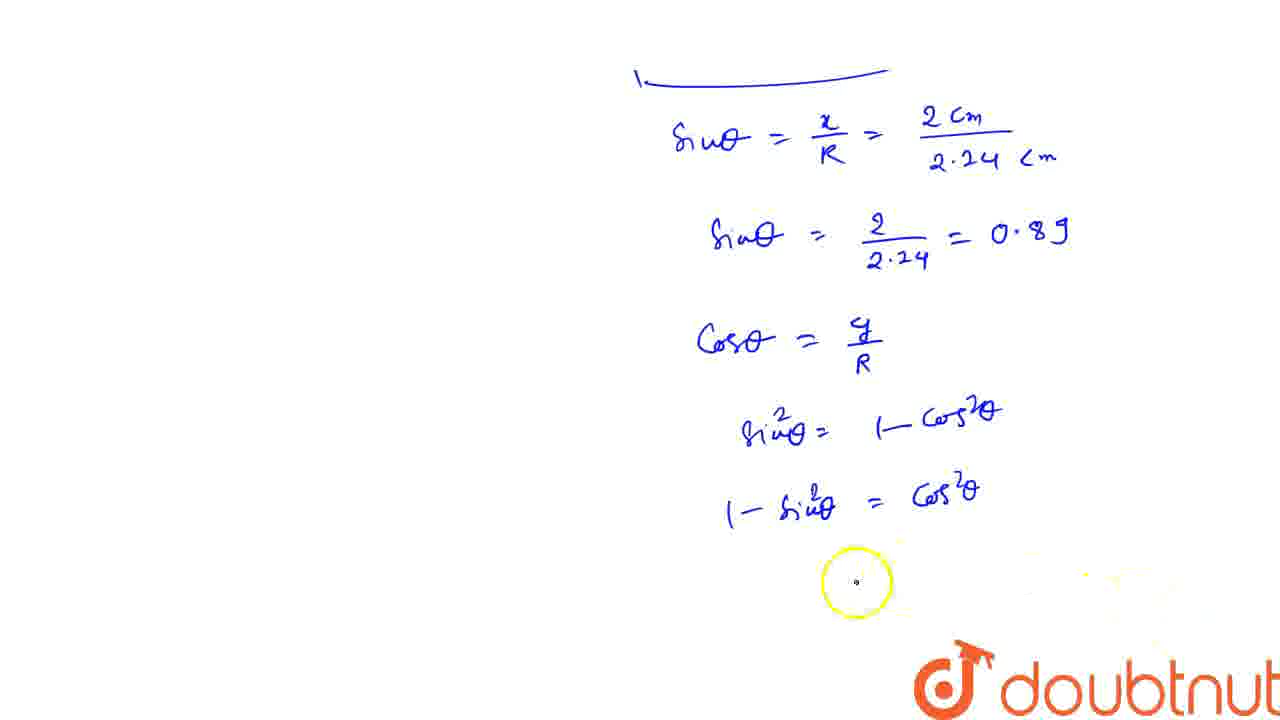 Sinθ = x/R = 2 cm/2.24 cm
Sinθ = 2/2.24 = 0.89
Cosθ = y/R
Sin²θ = 1 - Cos²θ
1 - Sin²θ = Cos²θ
doubtnut